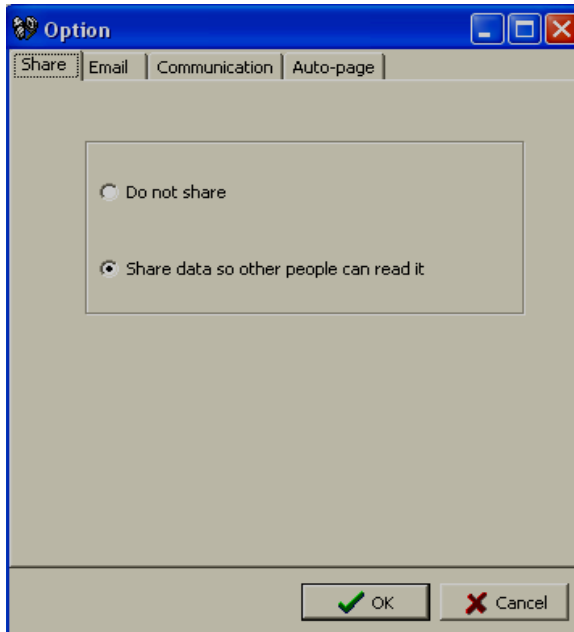 Option
Share Email Communication Auto-page
Do not share
Share data so other people can read it
OK Cancel